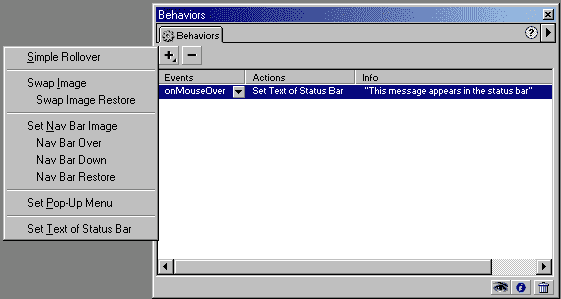 Behaviors
Behaviors
Simple Rollover
Swap Image
Swap Image Restore
Set Nav Bar Image
Nav Bar Over
Nav Bar Down
Nav Bar Restore
Set Pop-Up Menu
Set Text of Status Bar
Events Actions Info
onMouseOver Set Text of Status Bar "This message appears in the status bar"